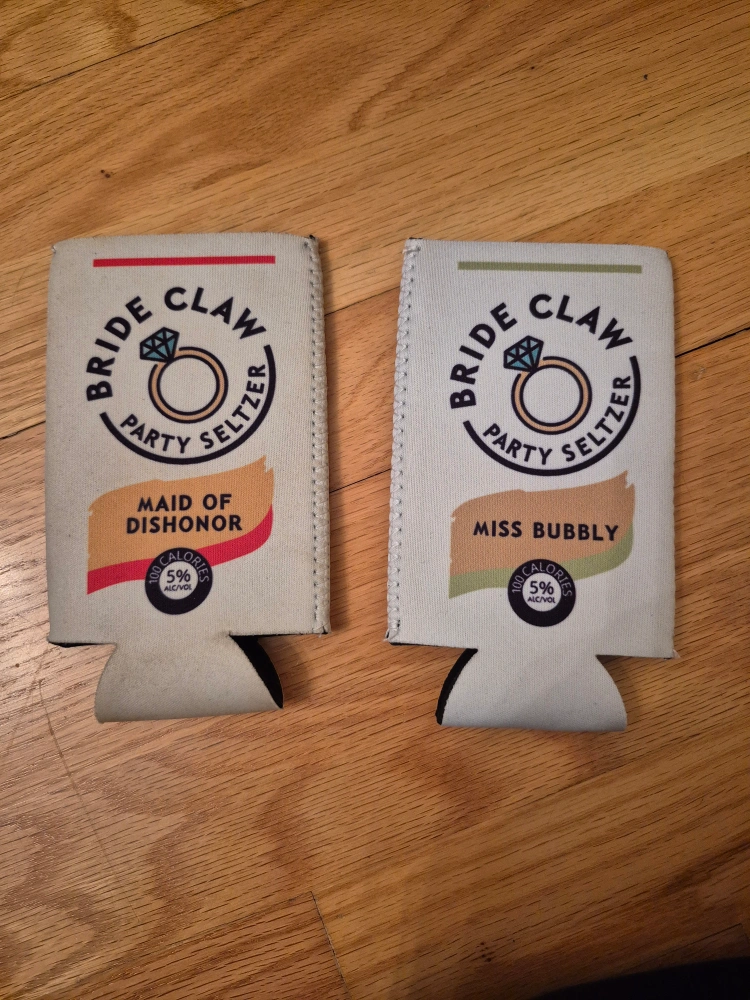 BRIDE CLAW
PARTY SELTZER
MAID OF
DISHONOR
100 CALORIES
5%
ALC/VOL
BRIDE CLAW
PARTY SELTZER
MISS BUBBLY
100 CALORIES
5%
ALC/VOL